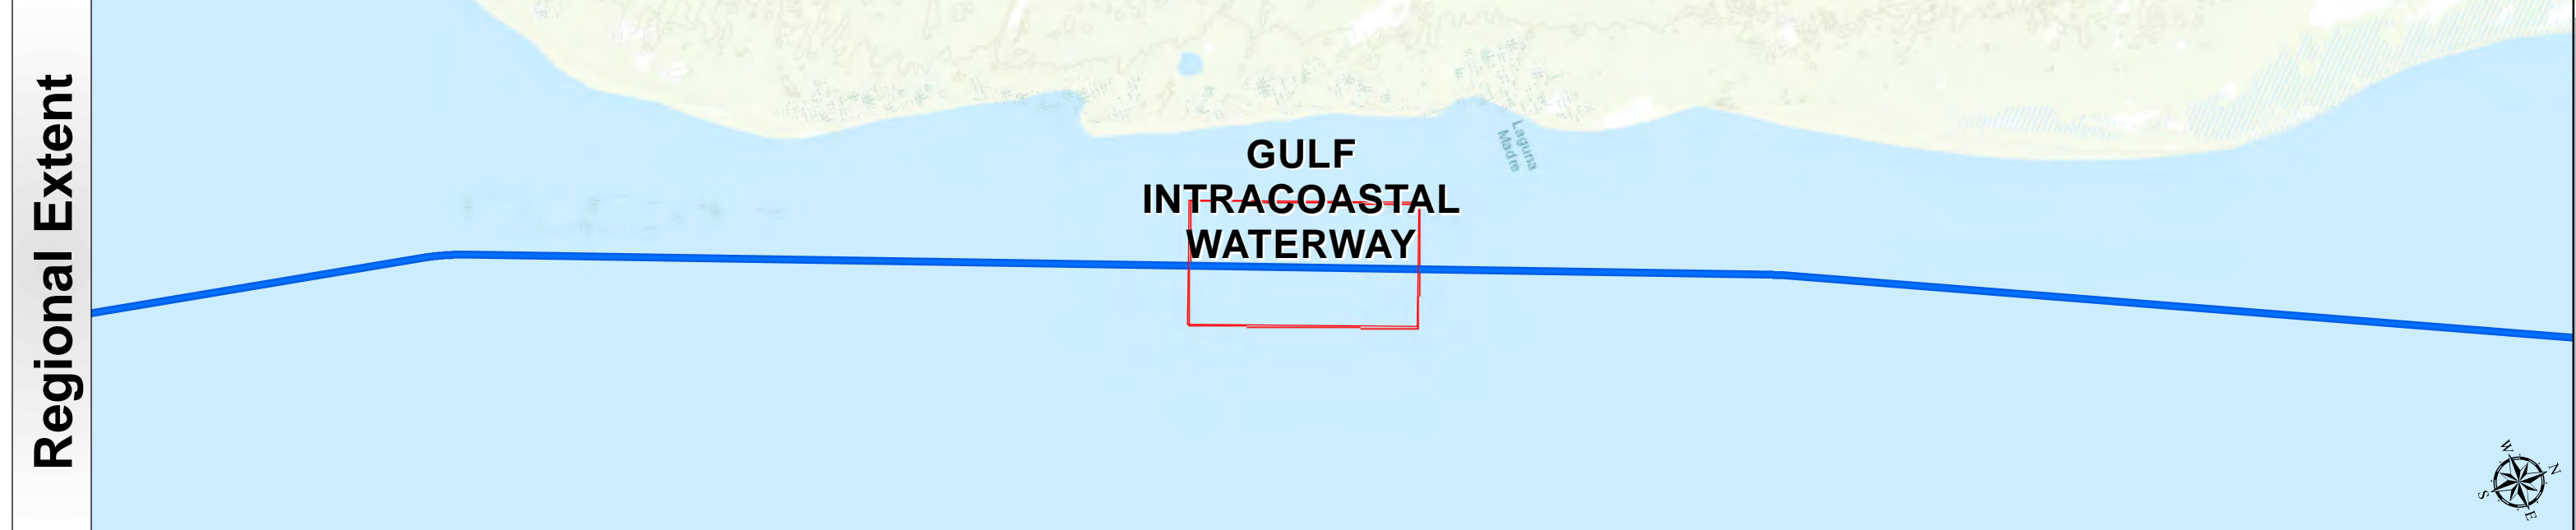 Regional Extent
GULF
INTRACOASTAL
WATERWAY
Laguna
Madre
W
N
S
E